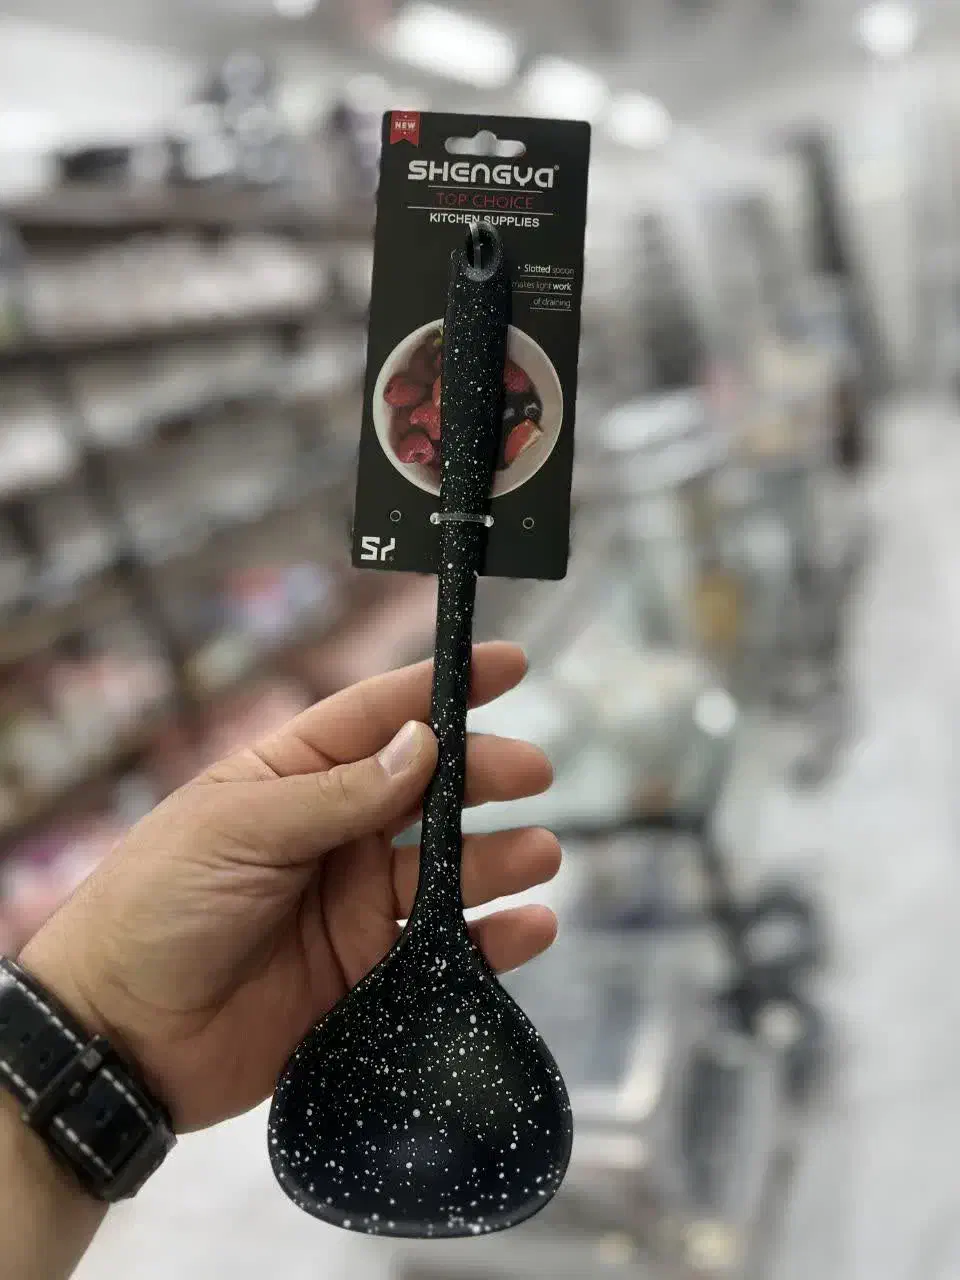 NEW
SHENGYA®
TOP CHOICE
KITCHEN SUPPLIES
• Slotted spoon
makes light work
of draining
SY